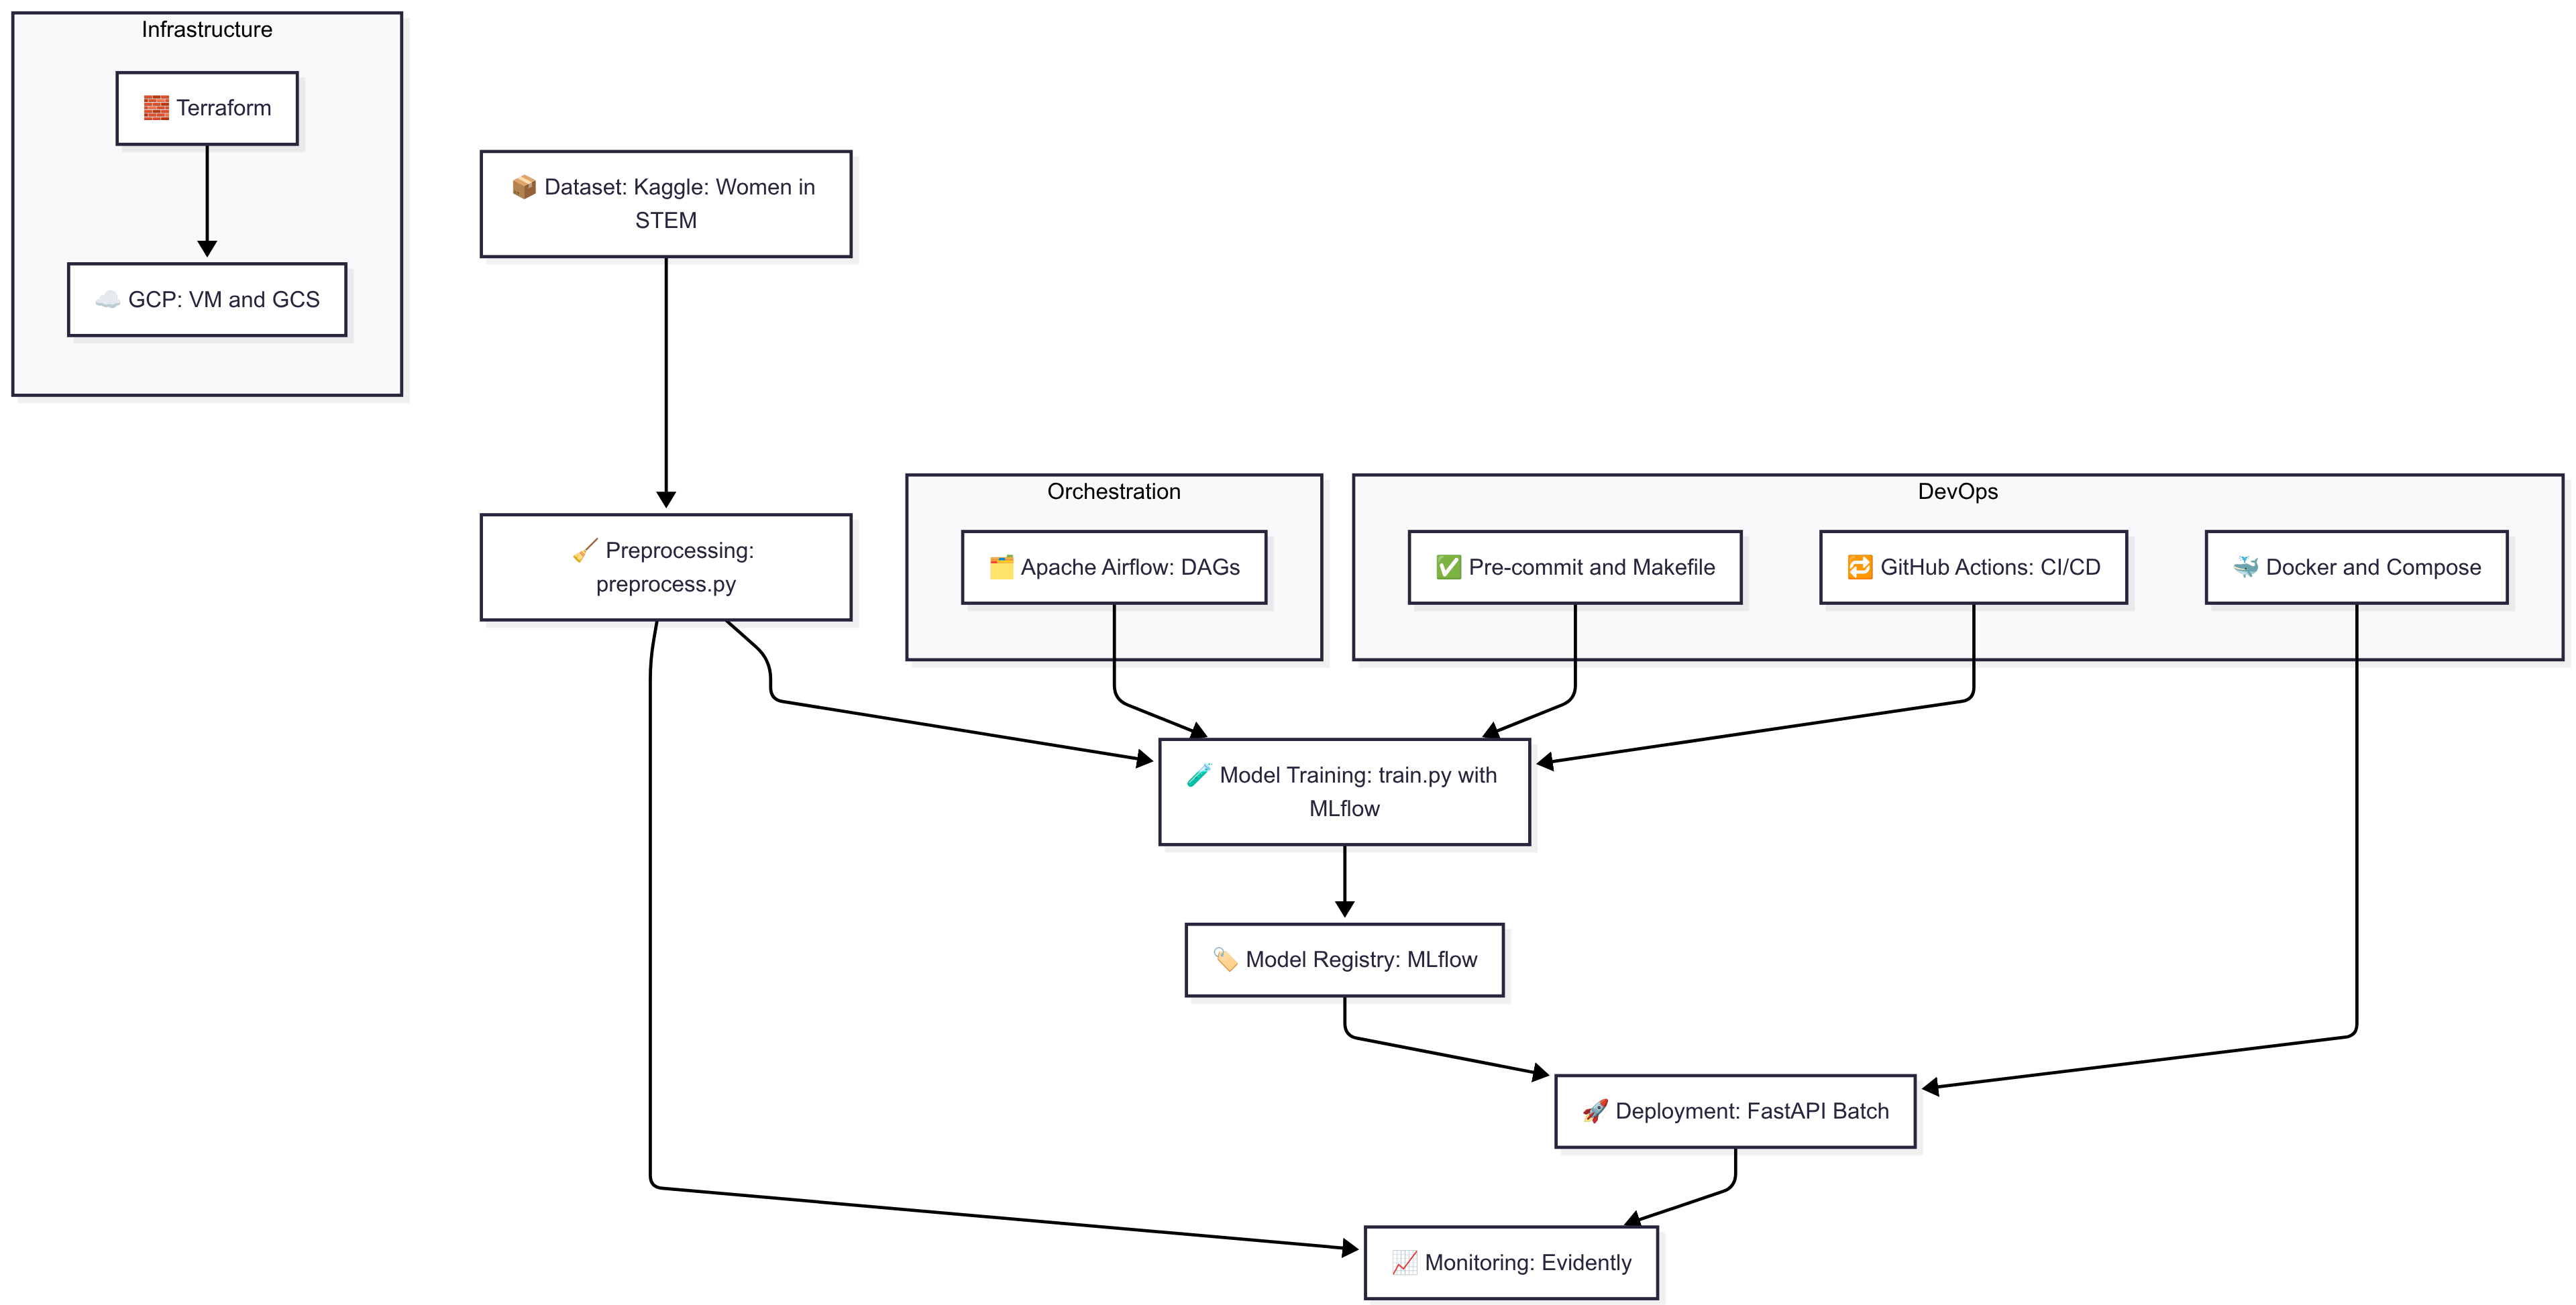 Infrastructure
🧱 Terraform
☁️ GCP: VM and GCS
📦 Dataset: Kaggle: Women in
STEM
🧹 Preprocessing:
preprocess.py
Orchestration
🗂️ Apache Airflow: DAGs
DevOps
✅ Pre-commit and Makefile
🔁 GitHub Actions: CI/CD
🐳 Docker and Compose
🧪 Model Training: train.py with
MLflow
🏷️ Model Registry: MLflow
🚀 Deployment: FastAPI Batch
📈 Monitoring: Evidently